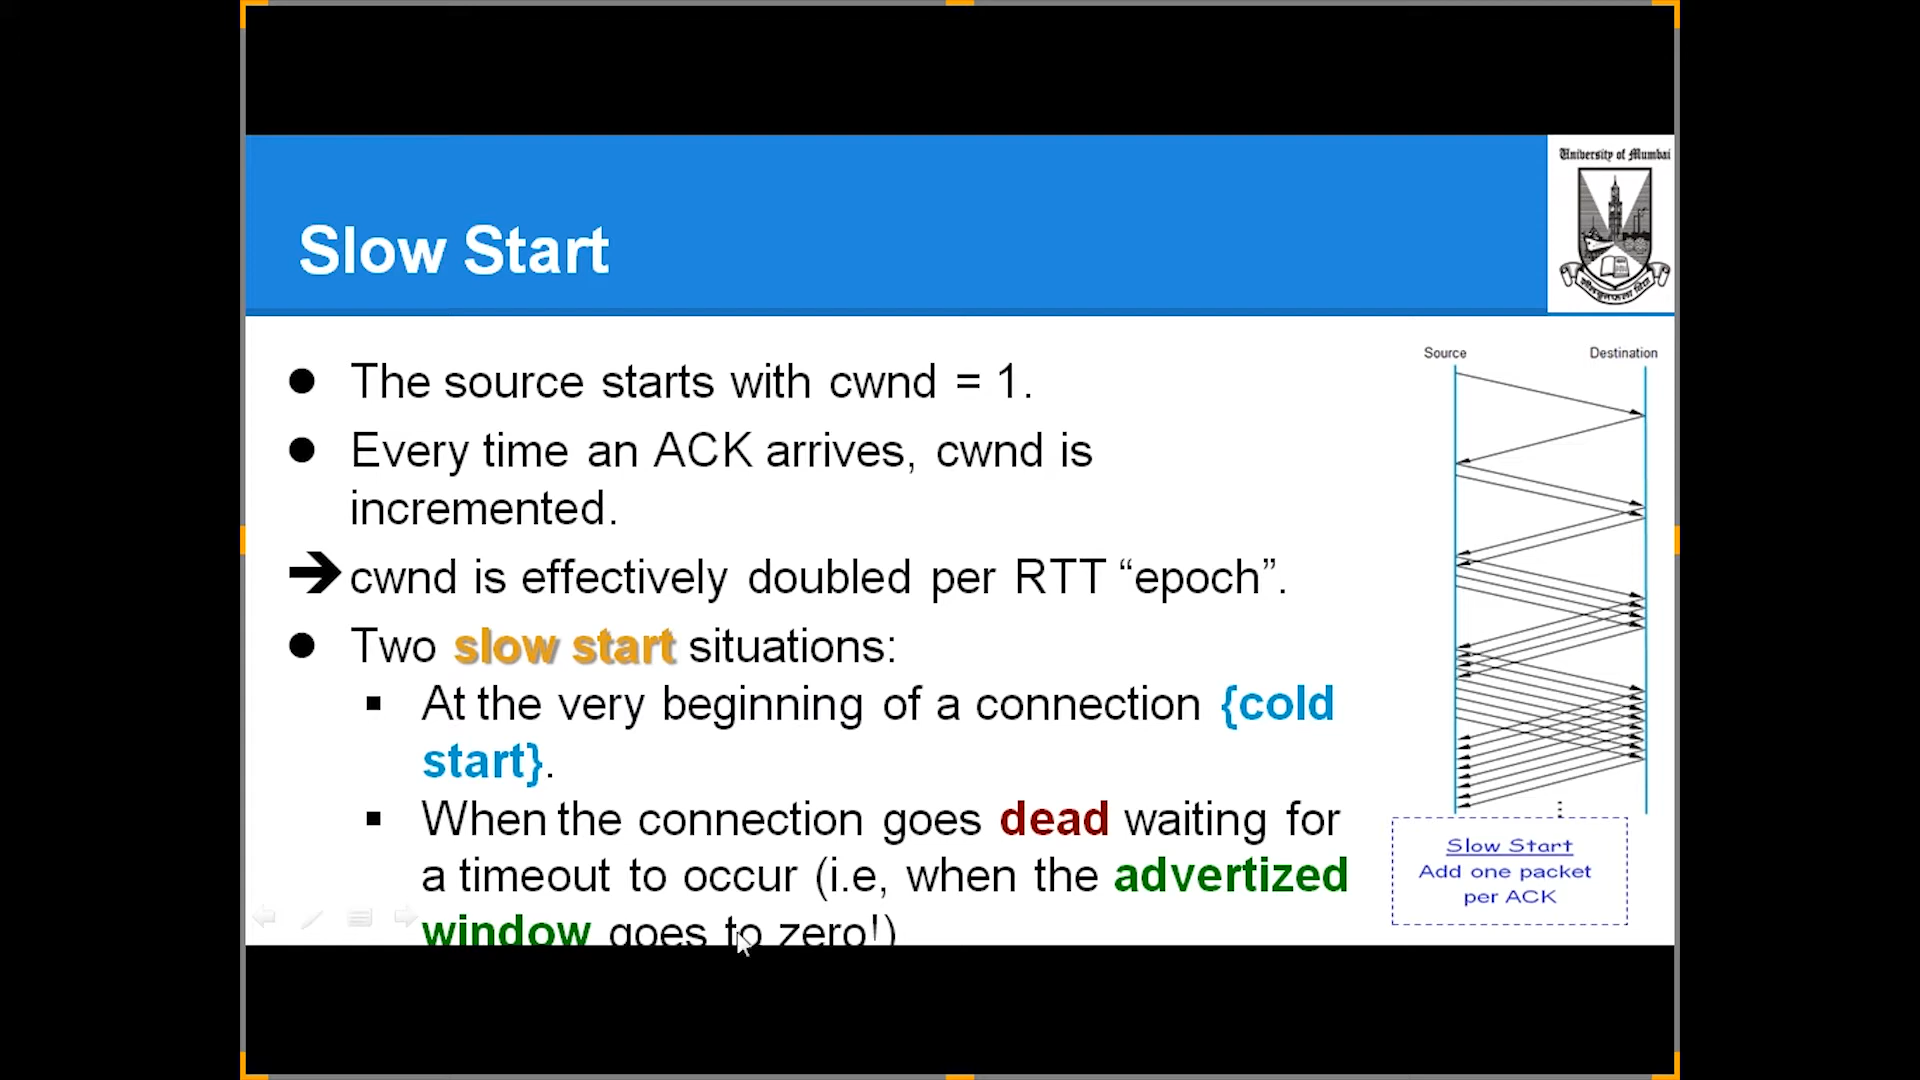 University of Mumbai
Slow Start
Source
Destination
● The source starts with cwnd = 1.
● Every time an ACK arrives, cwnd is
incremented.
➔ cwnd is effectively doubled per RTT “epoch”.
● Two slow start situations:
▪ At the very beginning of a connection {cold
start}.
▪ When the connection goes dead waiting for
a timeout to occur (i.e, when the advertized
window goes to zero!)
Slow Start
Add one packet
per ACK